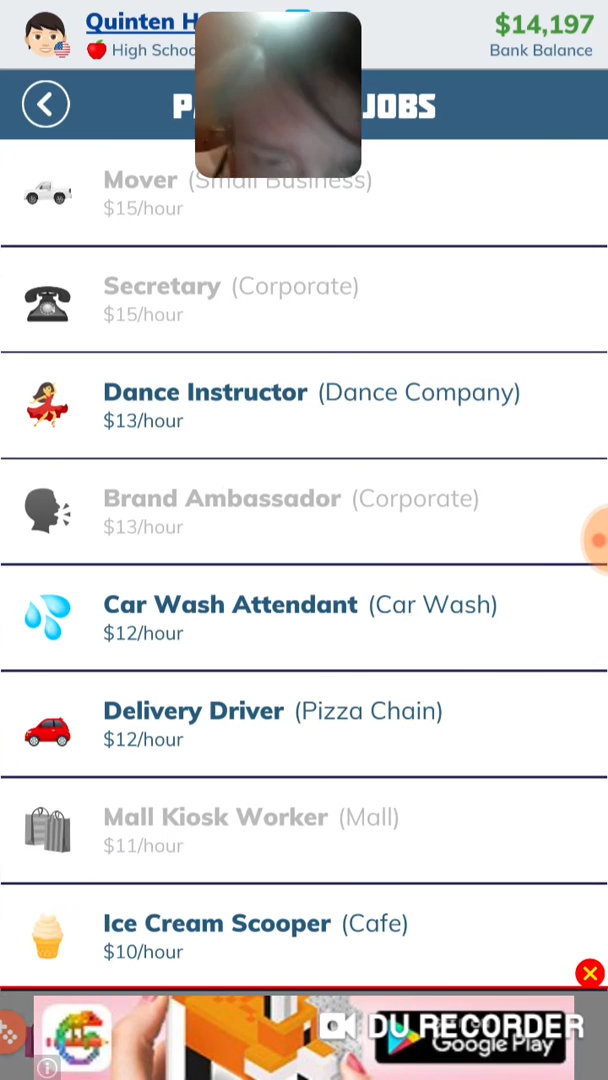 Quinten H
$14,197
High Schoo
Bank Balance
P JOBS
Mover (Small Business)
$15/hour
Secretary (Corporate)
$15/hour
Dance Instructor (Dance Company)
$13/hour
Brand Ambassador (Corporate)
$13/hour
Car Wash Attendant (Car Wash)
$12/hour
Delivery Driver (Pizza Chain)
$12/hour
Mall Kiosk Worker (Mall)
$11/hour
Ice Cream Scooper (Cafe)
$10/hour
DU RECORDER
Google Play